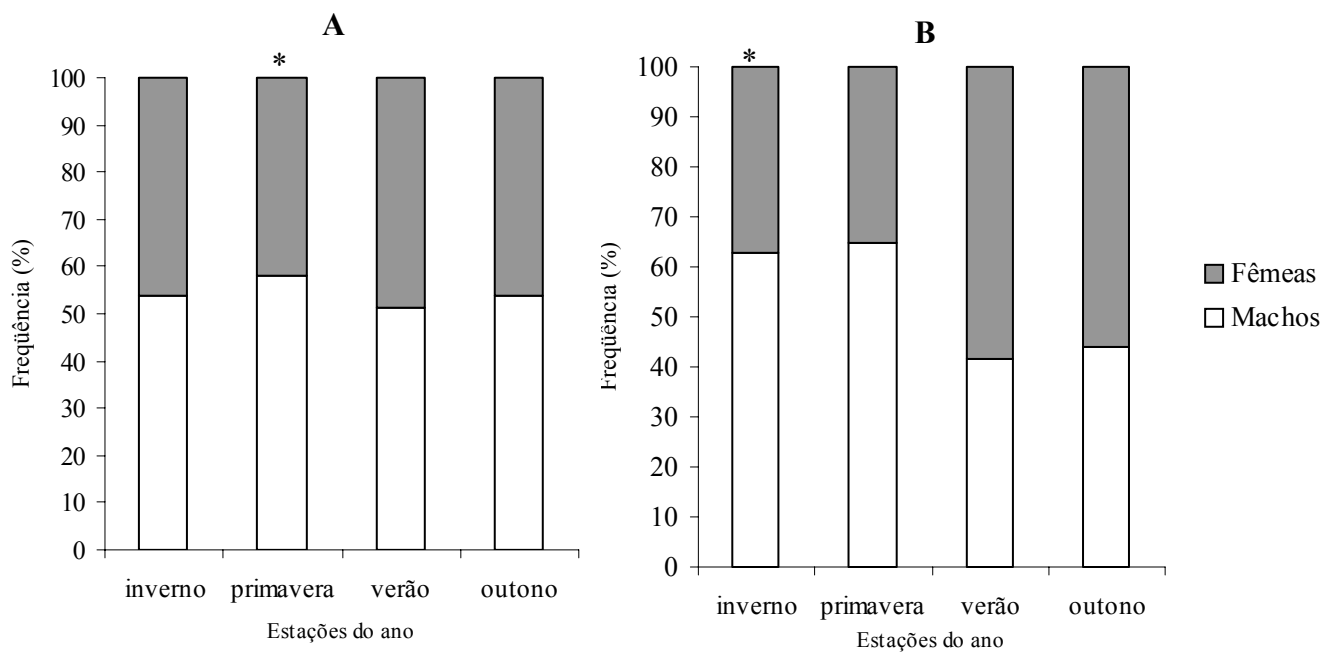 A
*
100
90
80
70
60
50
40
30
20
10
0
Freqüência (%)
inverno primavera verão outono
Estações do ano
B
*
100
90
80
70
60
50
40
30
20
10
0
Freqüência (%)
inverno primavera verão outono
Estações do ano
Fêmeas
Machos